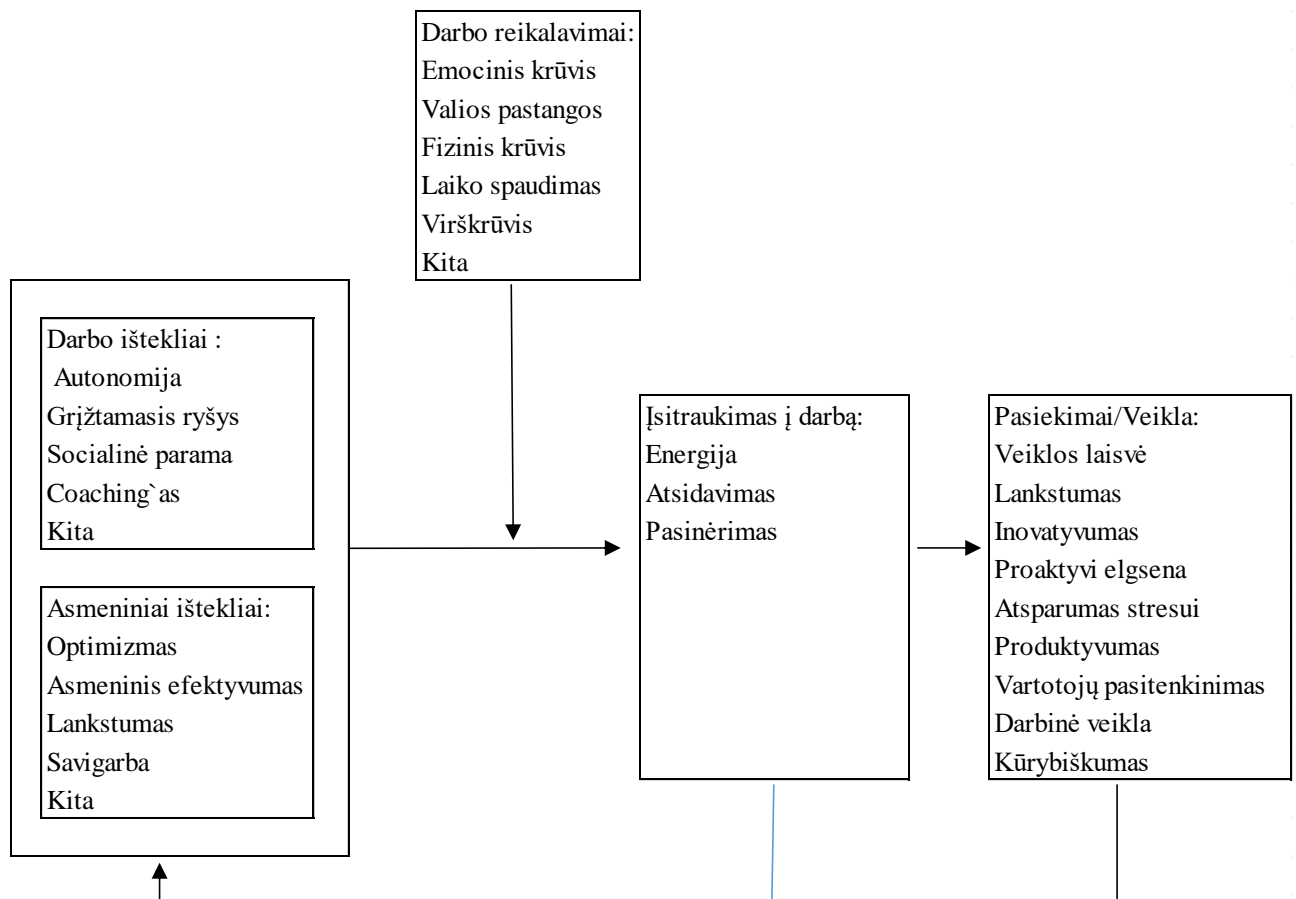 Darbo reikalavimai:
Emocinis krūvis
Valios pastangos
Fizinis krūvis
Laiko spaudimas
Virškrūvis
Kita
Darbo ištekliai :
Autonomija
Grįžtamasis ryšys
Socialinė parama
Coaching`as
Kita
Asmeniniai ištekliai:
Optimizmas
Asmeninis efektyvumas
Lankstumas
Savigarba
Kita
Įsitraukimas į darbą:
Energija
Atsidavimas
Pasinėrimas
Pasiekimai/Veikla:
Veiklos laisvė
Lankstumas
Inovatyvumas
Proaktyvi elgsena
Atsparumas stresui
Produktyvumas
Vartotojų pasitenkinimas
Darbinė veikla
Kūrybiškumas